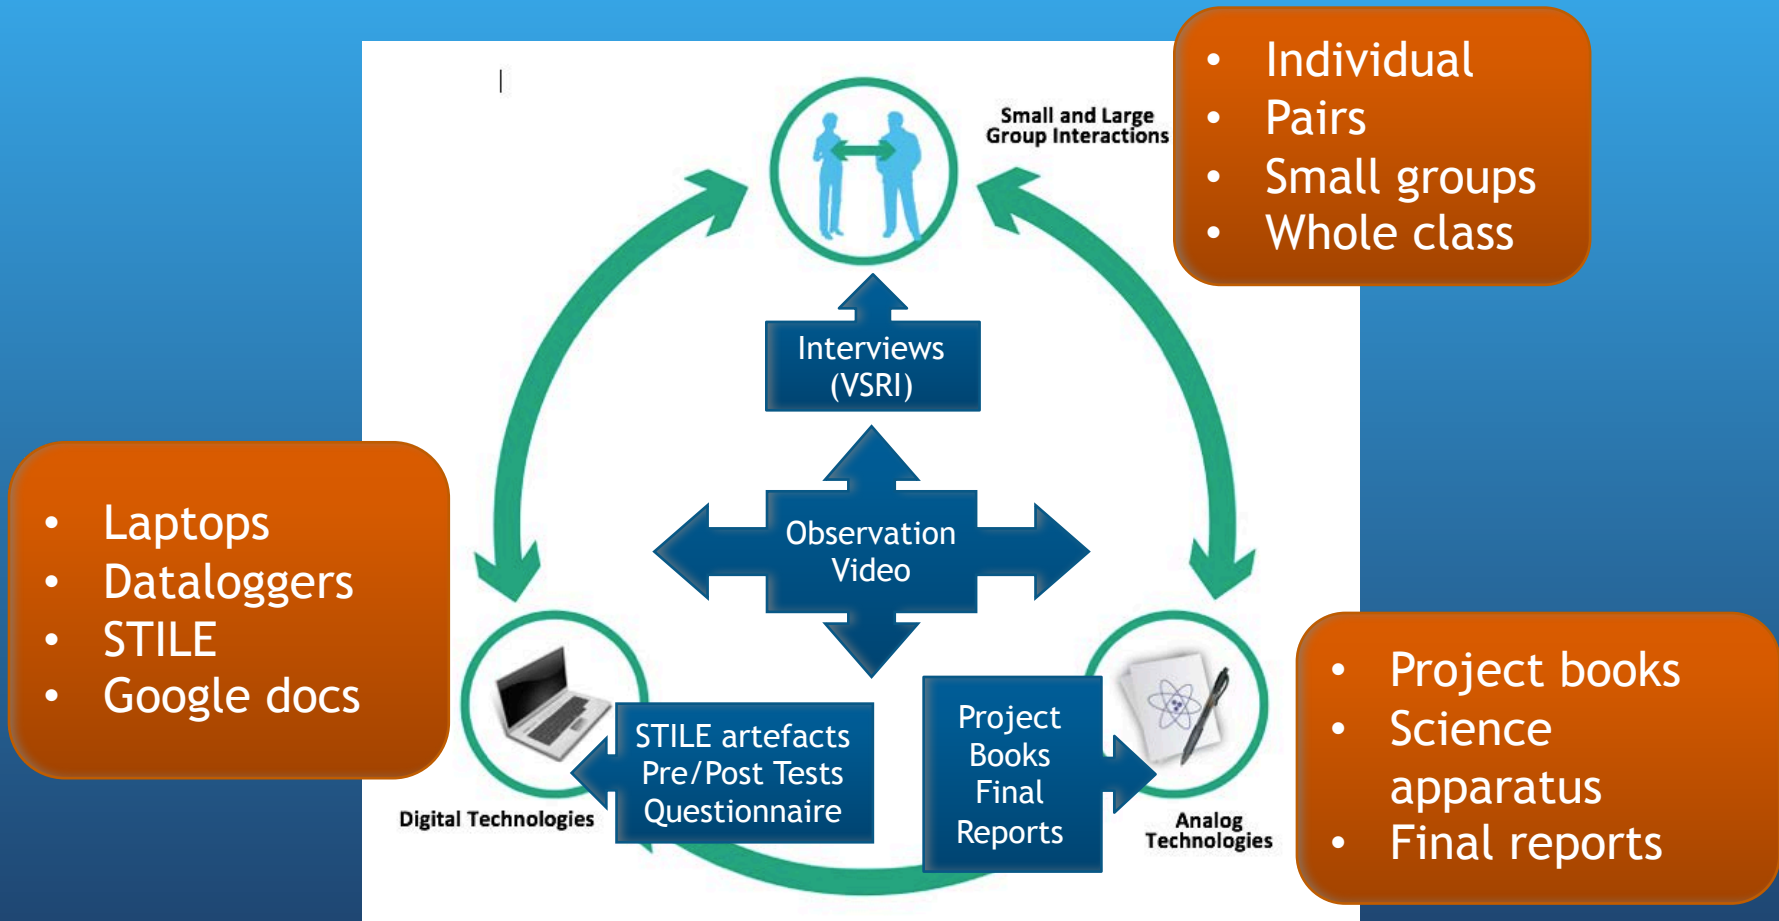 Small and Large
Group Interactions
• Individual
• Pairs
• Small groups
• Whole class
Interviews
(VSRI)
Observation
Video
• Laptops
• Dataloggers
• STILE
• Google docs
STILE artefacts
Pre/Post Tests
Questionnaire
Digital Technologies
Project
Books
Final
Reports
Analog
Technologies
• Project books
• Science
apparatus
• Final reports